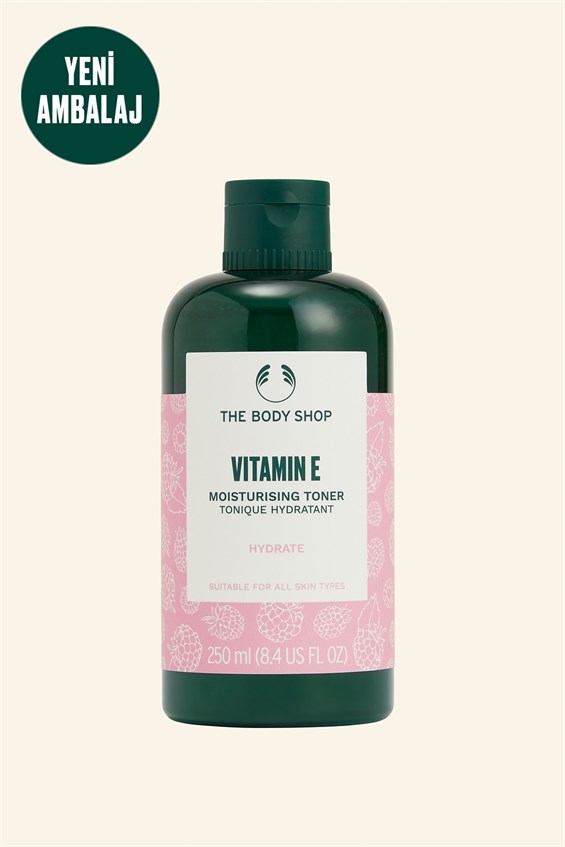 YENİ
AMBALAJ
THE BODY SHOP
VITAMIN E
MOISTURISING TONER
TONIQUE HYDRATANT
HYDRATE
SUITABLE FOR ALL SKIN TYPES
250 ml (8.4 US FL OZ)